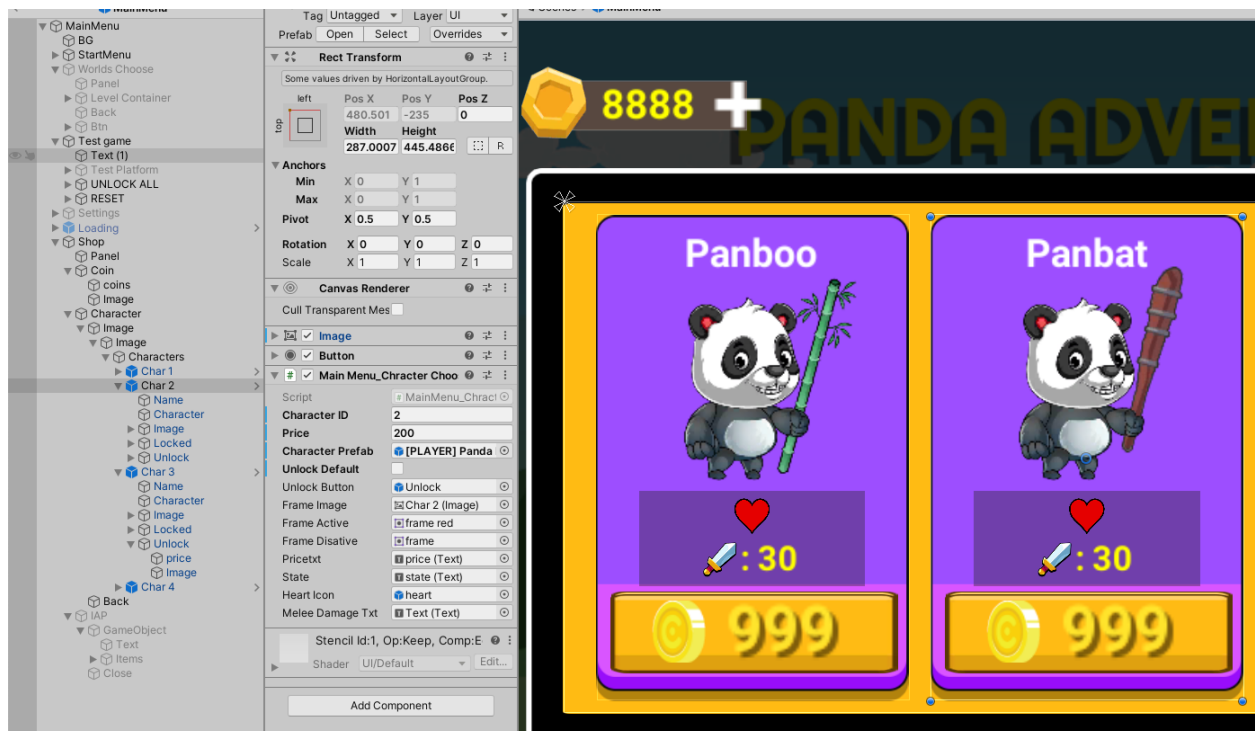 MainMenu
MainMenu
BG
StartMenu
Worlds Choose
Panel
Level Container
Back
Btn
Test game
Text (1)
Test Platform
UNLOCK ALL
RESET
Settings
Loading
Shop
Panel
Coin
coins
Image
Character
Image
Image
Characters
Char 1
Char 2
Name
Character
Image
Locked
Unlock
Char 3
Name
Character
Image
Locked
Unlock
price
Image
Char 4
Back
IAP
GameObject
Text
Items
Close
Tag Untagged Layer UI
Prefab Open Select Overrides
Rect Transform
Some values driven by HorizontalLayoutGroup.
left Pos X Pos Y Pos Z
top 480.501 -235 0
Width Height
287.0007 445.486 R
Anchors
Min X 0 Y 1
Max X 0 Y 1
Pivot X 0.5 Y 0.5
Rotation X 0 Y 0 Z 0
Scale X 1 Y 1 Z 1
Canvas Renderer
Cull Transparent Mes
Image
Button
Main Menu_Chracter Choo
Script MainMenu_Chract
Character ID 2
Price 200
Character Prefab [PLAYER] Panda
Unlock Default
Unlock Button Unlock
Frame Image Char 2 (Image)
Frame Active frame red
Frame Disative frame
Pricetxt price (Text)
State state (Text)
Heart Icon heart
Melee Damage Txt Text (Text)
Stencil Id:1, Op:Keep, Comp:E
Shader UI/Default Edit...
Add Component
Scenes MainMenu
8888
PANDA ADVE
Panboo
: 30
999
Panbat
: 30
999